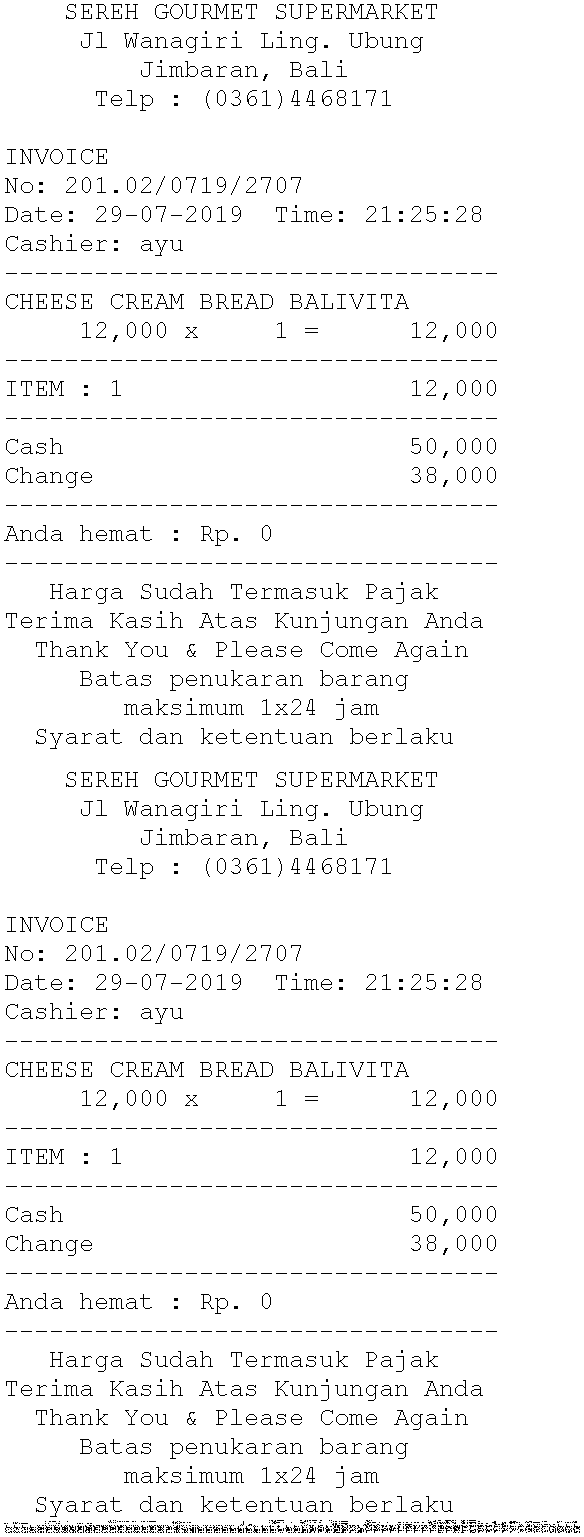 SEREH GOURMET SUPERMARKET
Jl Wanagiri Ling. Ubung
Jimbaran, Bali
Telp : (0361)4468171
INVOICE
No: 201.02/0719/2707
Date: 29-07-2019  Time: 21:25:28
Cashier: ayu
---------------------------------
CHEESE CREAM BREAD BALIVITA
12,000 x     1 =      12,000
---------------------------------
ITEM : 1                   12,000
---------------------------------
Cash                       50,000
Change                     38,000
---------------------------------
Anda hemat : Rp. 0
---------------------------------
Harga Sudah Termasuk Pajak
Terima Kasih Atas Kunjungan Anda
Thank You & Please Come Again
Batas penukaran barang
maksimum 1x24 jam
Syarat dan ketentuan berlaku
SEREH GOURMET SUPERMARKET
Jl Wanagiri Ling. Ubung
Jimbaran, Bali
Telp : (0361)4468171
INVOICE
No: 201.02/0719/2707
Date: 29-07-2019  Time: 21:25:28
Cashier: ayu
---------------------------------
CHEESE CREAM BREAD BALIVITA
12,000 x     1 =      12,000
---------------------------------
ITEM : 1                   12,000
---------------------------------
Cash                       50,000
Change                     38,000
---------------------------------
Anda hemat : Rp. 0
---------------------------------
Harga Sudah Termasuk Pajak
Terima Kasih Atas Kunjungan Anda
Thank You & Please Come Again
Batas penukaran barang
maksimum 1x24 jam
Syarat dan ketentuan berlaku